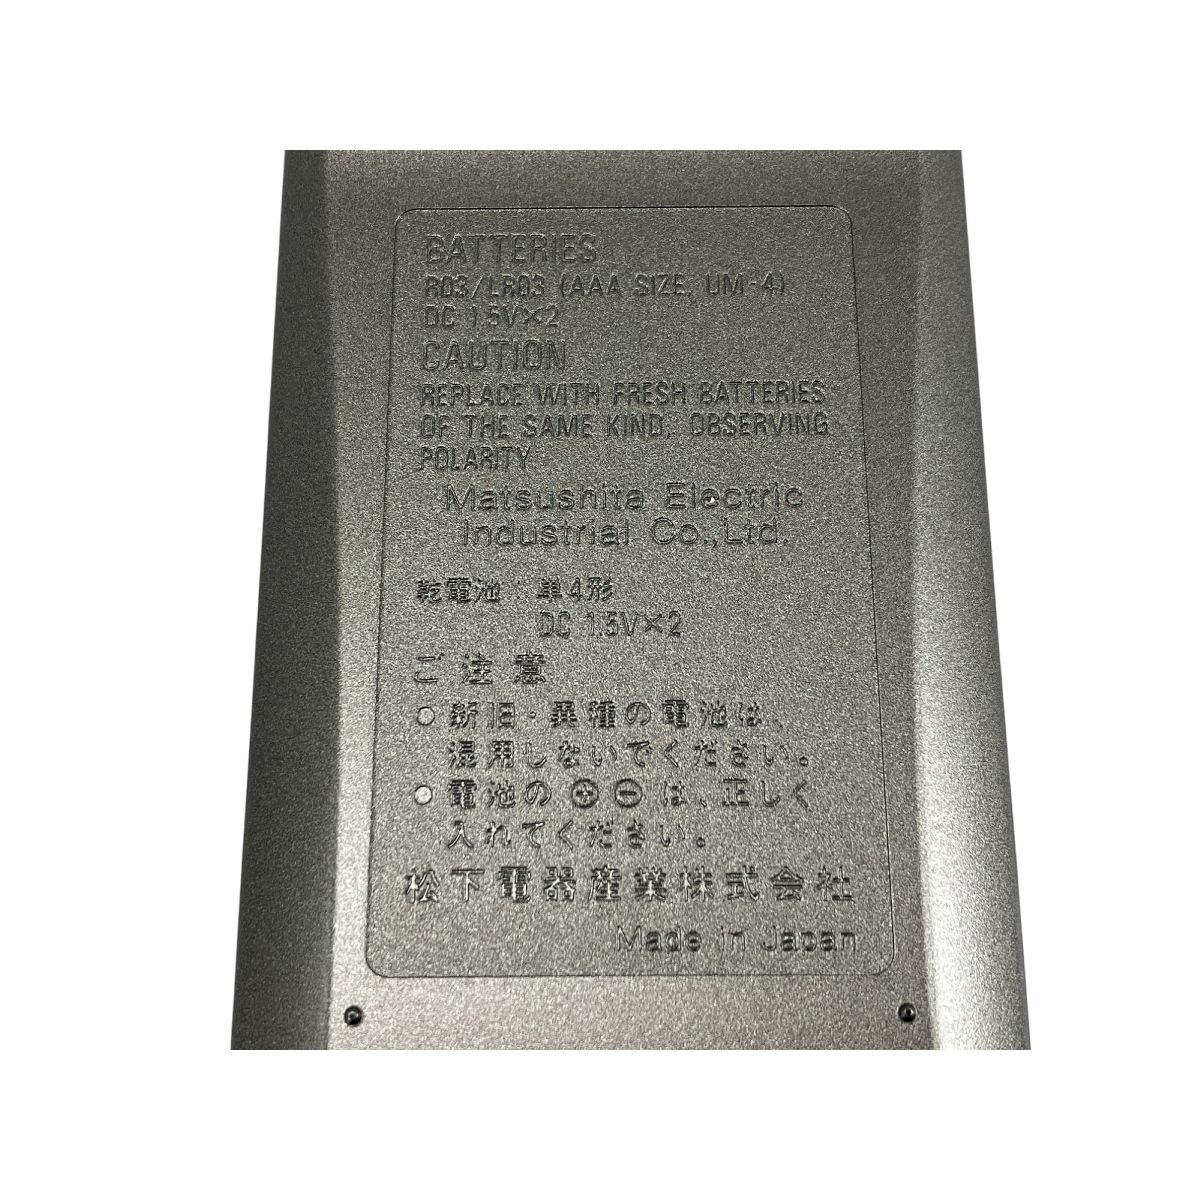 BATTERIES
R03/LR03 (AAA SIZE, UM-4)
DC 1.5V×2
CAUTION
REPLACE WITH FRESH BATTERIES
OF THE SAME KIND, OBSERVING
POLARITY
Matsushita Electric
Industrial Co.,Ltd.
乾電池：単4形
DC 1.5V×2
ご注意
○新旧・異種の電池は、
混用しないでください。
○電池の⊕⊖は、正しく
入れてください。
松下電器産業株式会社
Made in Japan